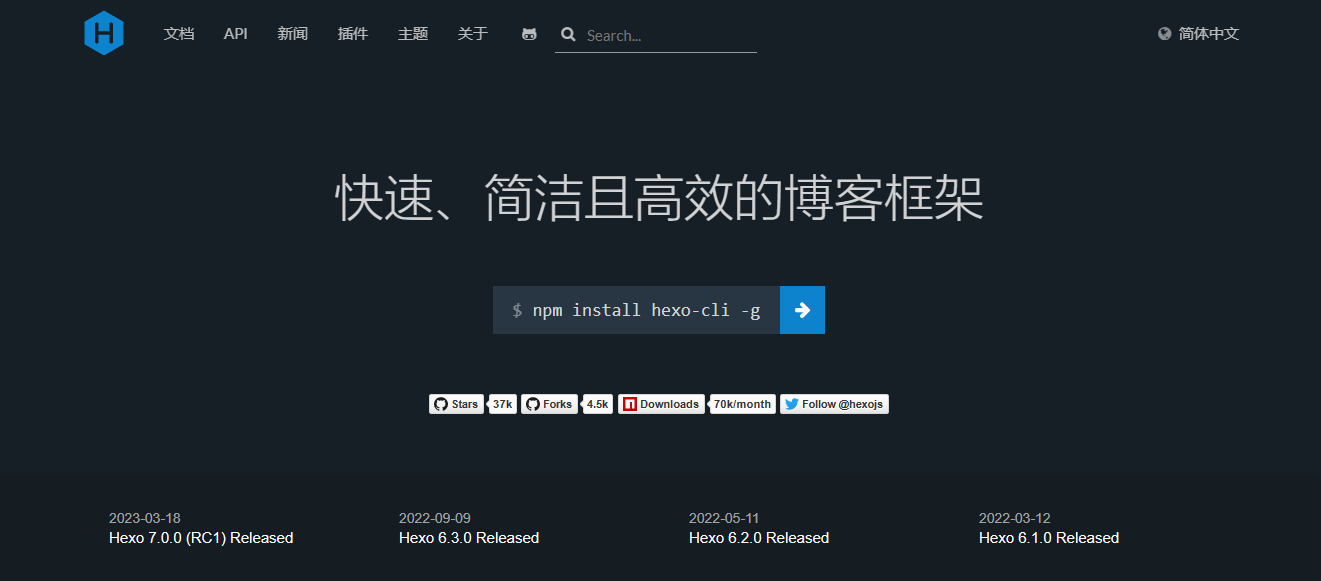 H 文档 API 新闻 插件 主题 关于 Search... 简体中文
快速、简洁且高效的博客框架
$ npm install hexo-cli -g
Stars 37k Forks 4.5k n Downloads 70k/month Follow @hexojs
2023-03-18 2022-09-09 2022-05-11 2022-03-12
Hexo 7.0.0 (RC1) Released Hexo 6.3.0 Released Hexo 6.2.0 Released Hexo 6.1.0 Released